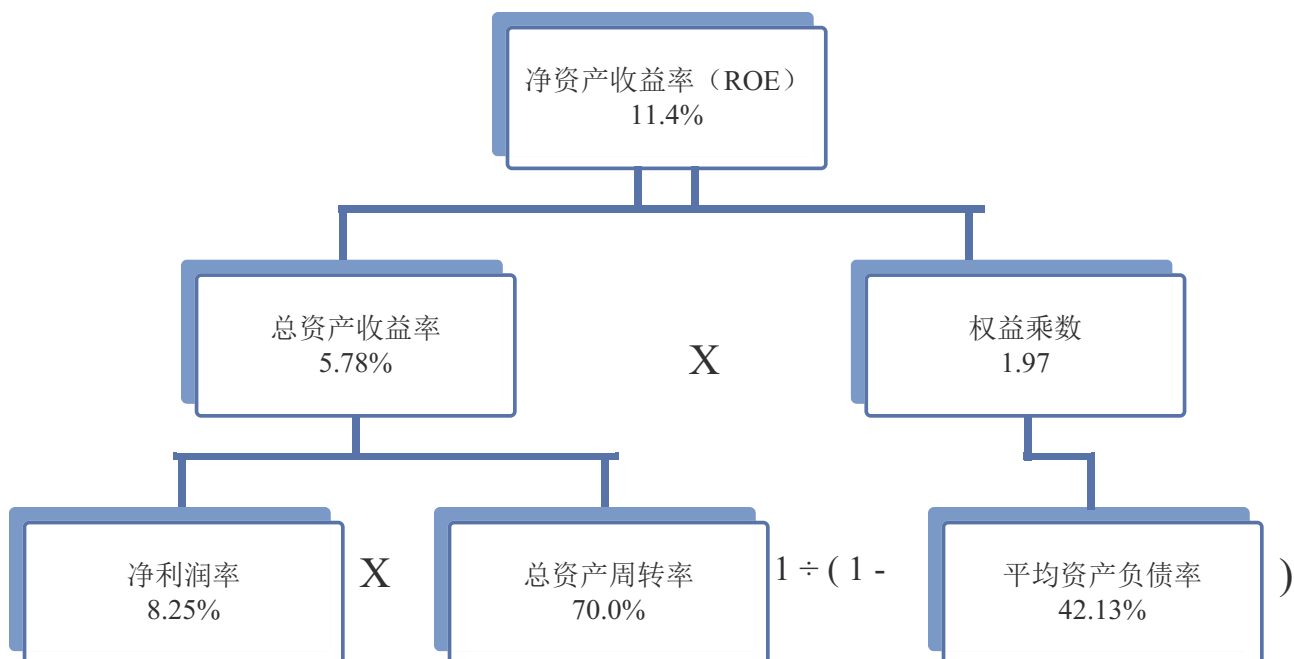 净资产收益率（ROE）
11.4%
总资产收益率
5.78%
X
权益乘数
1.97
净利润率
8.25%
X
总资产周转率
70.0%
1 ÷ ( 1 -
平均资产负债率
42.13%
)